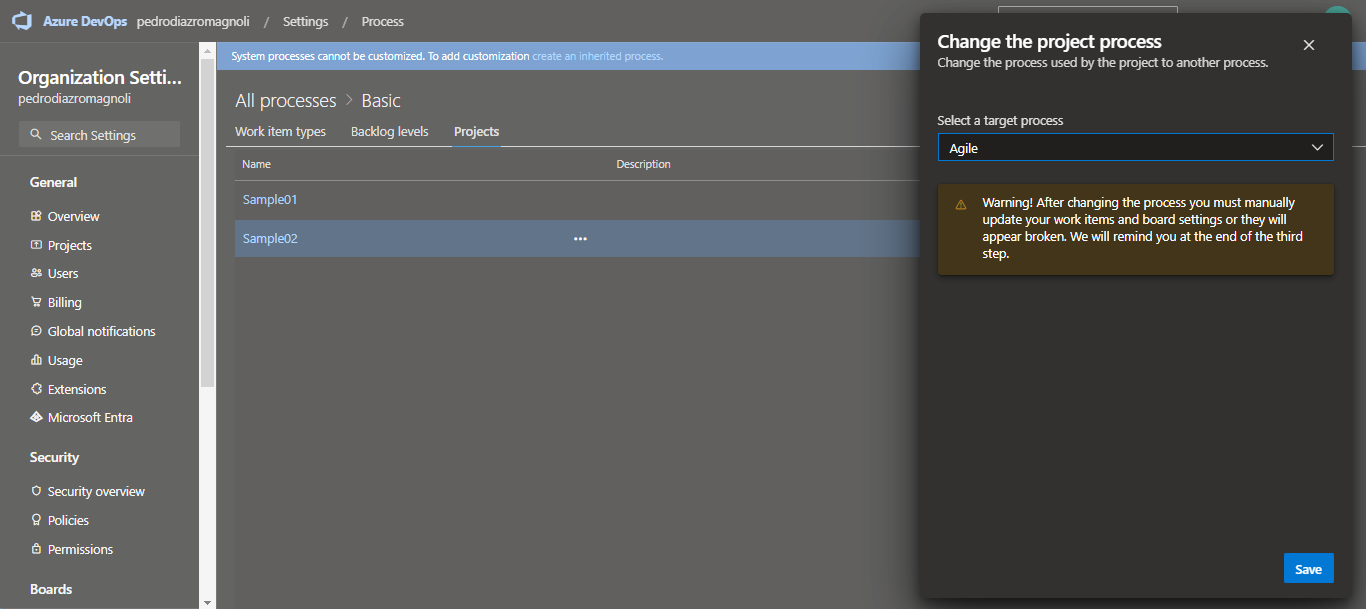 Azure DevOps pedrodiazromagnoli / Settings / Process
Organization Setti...
pedrodiazromagnoli
Search Settings
General
Overview
Projects
Users
Billing
Global notifications
Usage
Extensions
Microsoft Entra
Security
Security overview
Policies
Permissions
Boards
System processes cannot be customized. To add customization create an inherited process.
All processes > Basic
Work item types Backlog levels Projects
Name Description
Sample01
Sample02
Change the project process
Change the process used by the project to another process.
Select a target process
Agile
Warning! After changing the process you must manually
update your work items and board settings or they will
appear broken. We will remind you at the end of the third
step.
Save